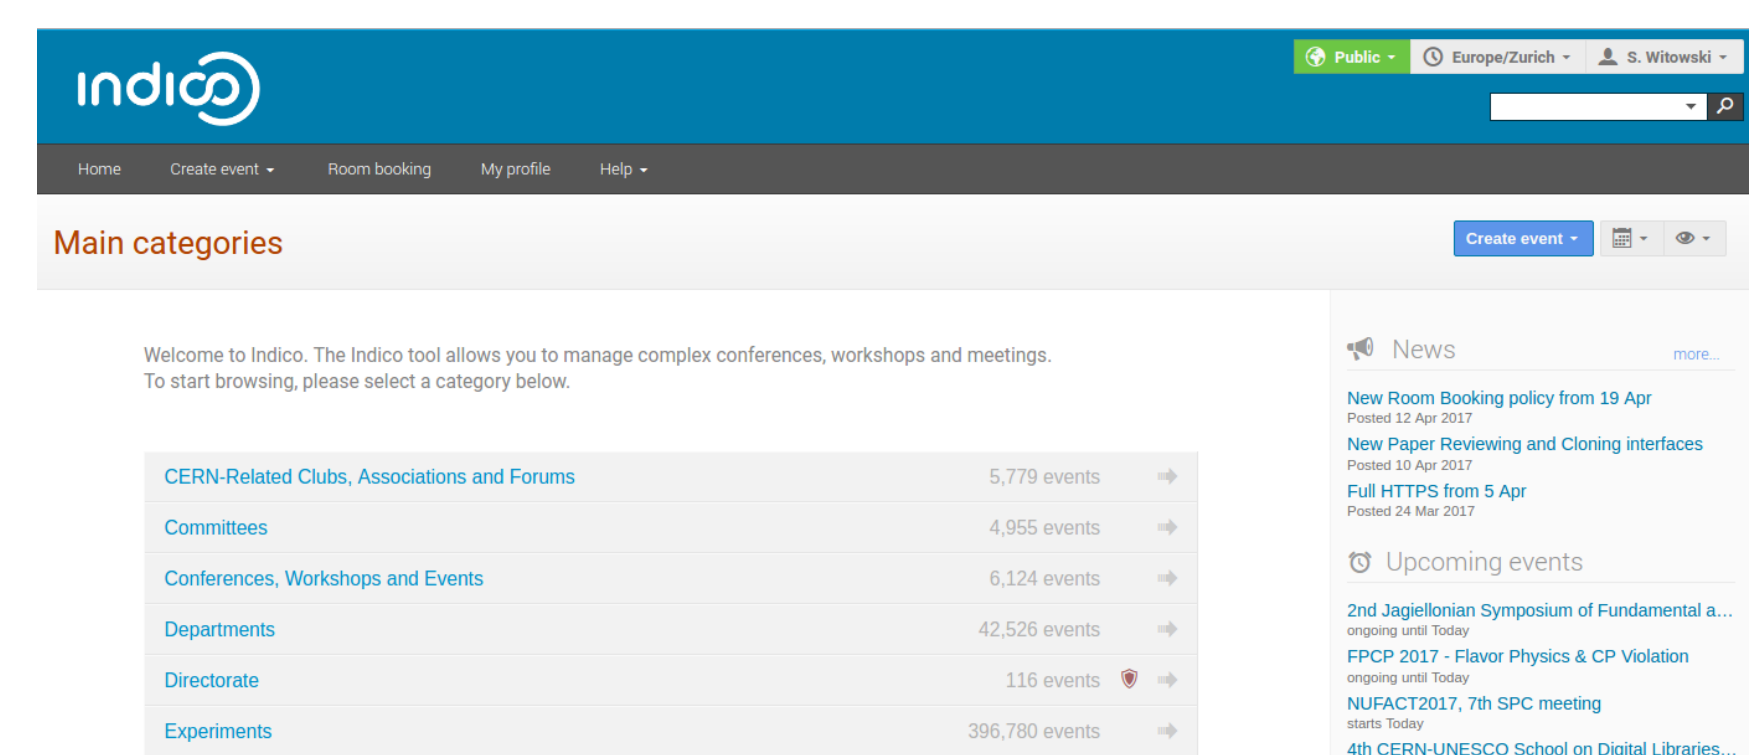 indico
Public
Europe/Zurich
S. Witowski
Home
Create event
Room booking
My profile
Help
Main categories
Create event
Welcome to Indico. The Indico tool allows you to manage complex conferences, workshops and meetings.
To start browsing, please select a category below.
CERN-Related Clubs, Associations and Forums 5,779 events
Committees 4,955 events
Conferences, Workshops and Events 6,124 events
Departments 42,526 events
Directorate 116 events
Experiments 396,780 events
News more...
New Room Booking policy from 19 Apr
Posted 12 Apr 2017
New Paper Reviewing and Cloning interfaces
Posted 10 Apr 2017
Full HTTPS from 5 Apr
Posted 24 Mar 2017
Upcoming events
2nd Jagiellonian Symposium of Fundamental a...
ongoing until Today
FPCP 2017 - Flavor Physics & CP Violation
ongoing until Today
NUFACT2017, 7th SPC meeting
starts Today
4th CERN-UNESCO School on Digital Libraries...